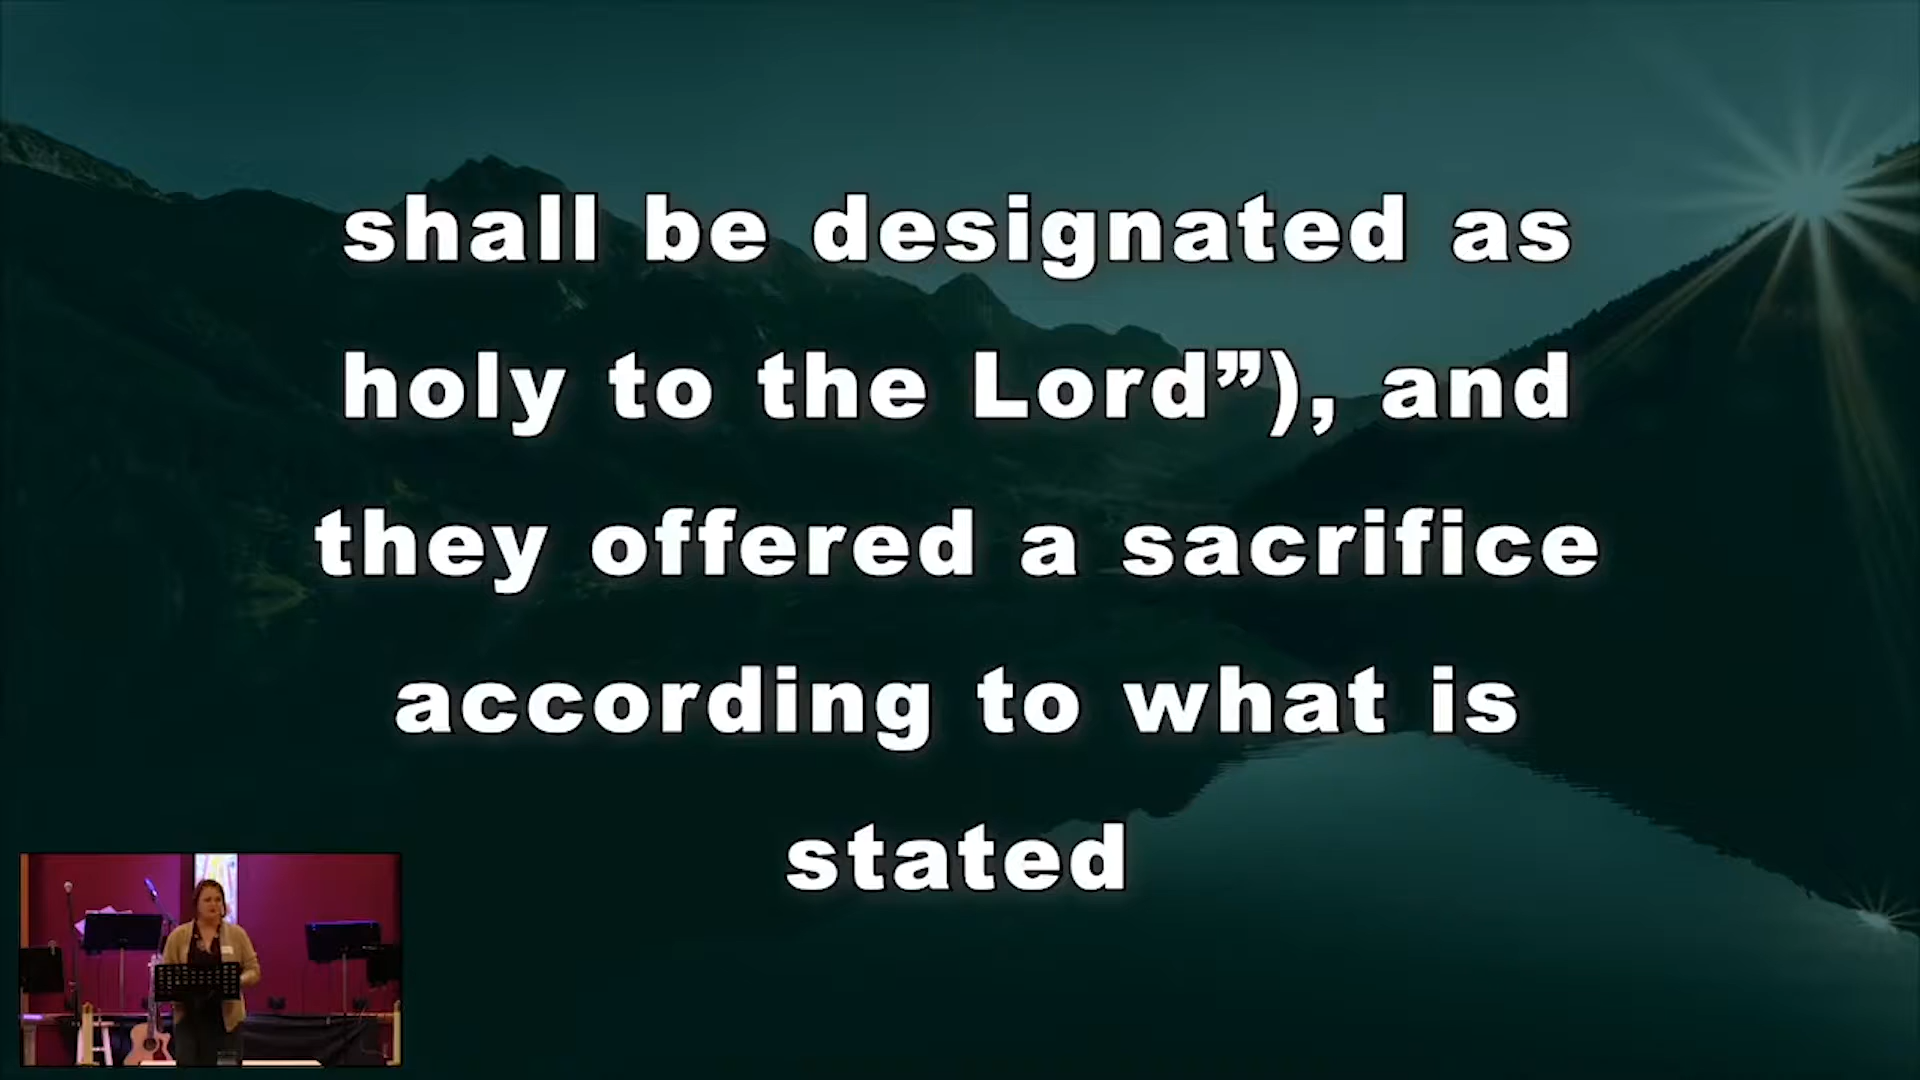 shall be designated as
holy to the Lord”), and
they offered a sacrifice
according to what is
stated